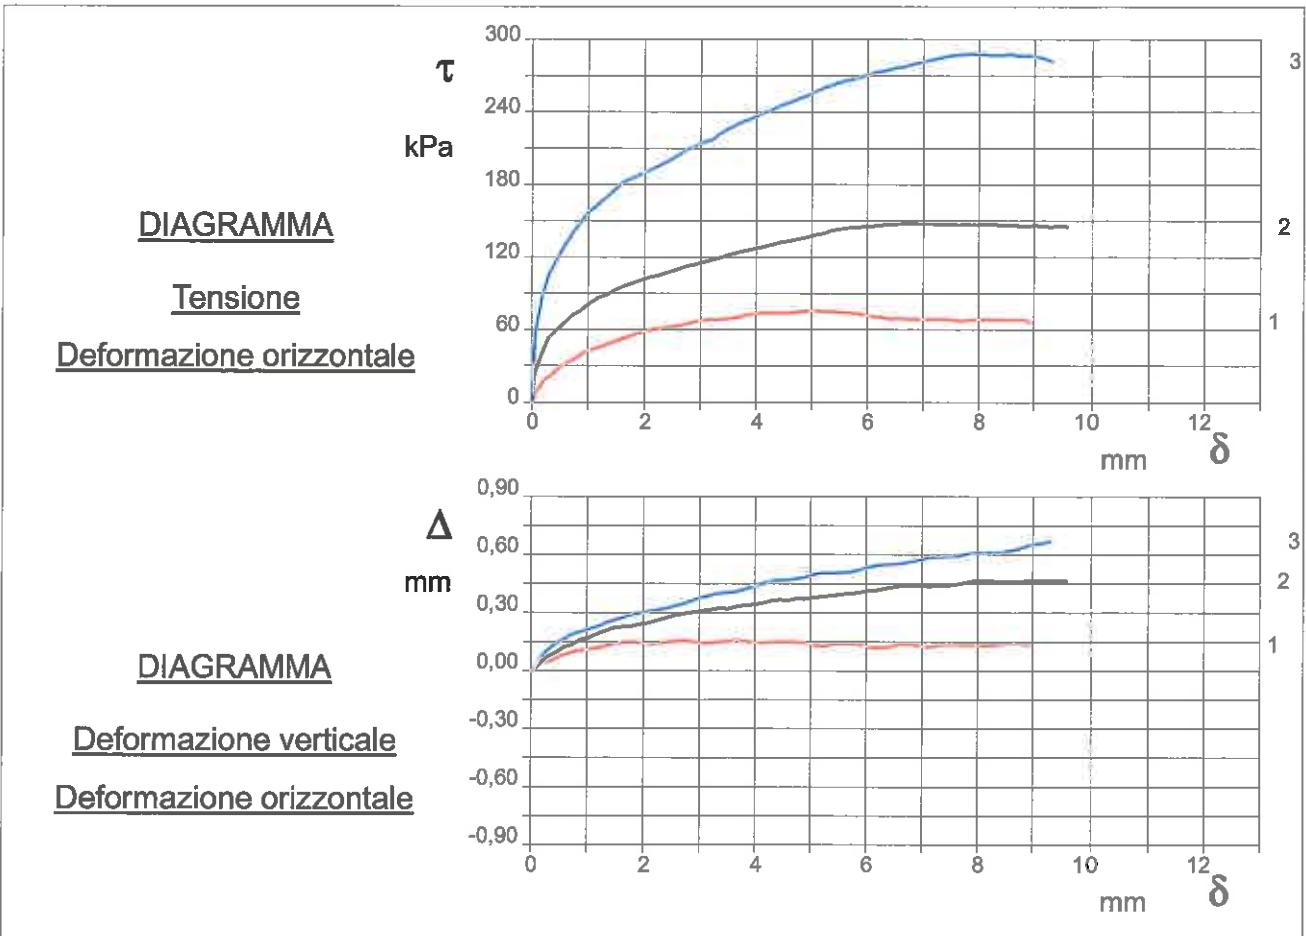 300
τ
3
240
kPa
180
DIAGRAMMA
2
120
Tensione
60
1
Deformazione orizzontale
0
0 2 4 6 8 10 12
mm δ
0,90
Δ
0,60
3
mm
2
0,30
DIAGRAMMA
0,00
1
-0,30
Deformazione verticale
-0,60
Deformazione orizzontale
-0,90
0 2 4 6 8 10 12
mm δ